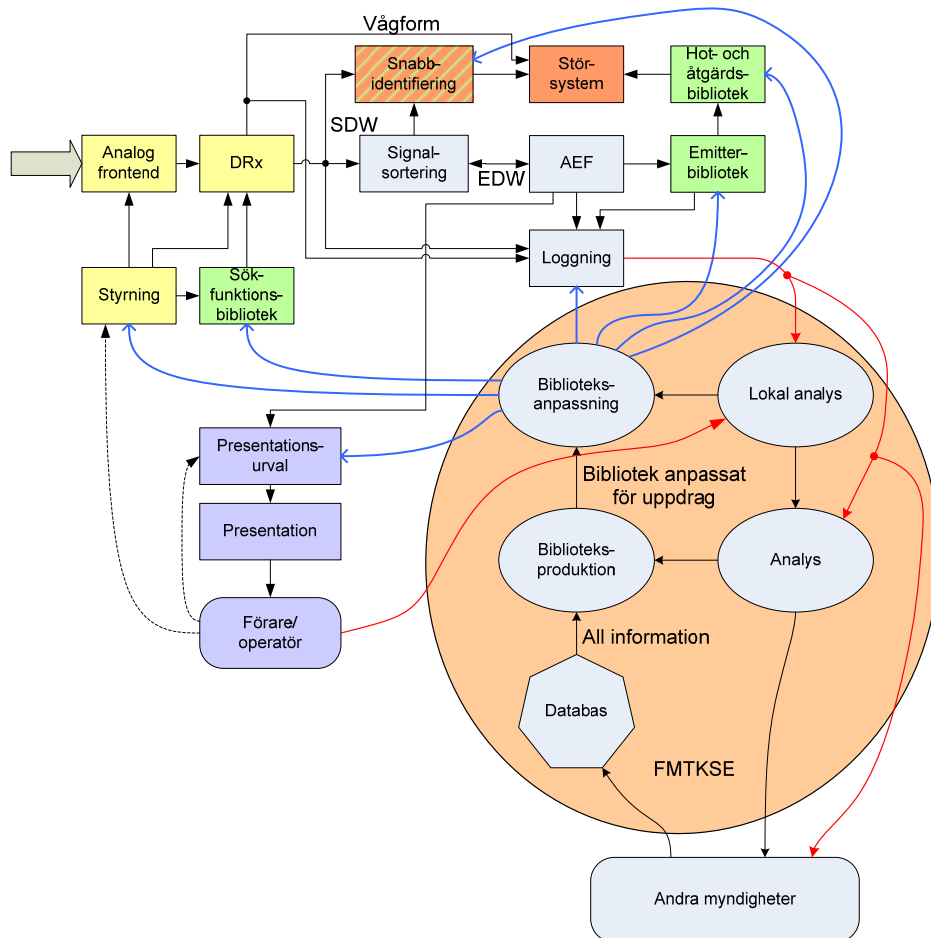 Vågform
Snabb-
identifiering
Stör-
system
Hot- och
åtgärds-
bibliotek
SDW
Analog
frontend
DRx
Signal-
sortering
EDW
AEF
Emitter-
bibliotek
Styrning
Sök-
funktions-
bibliotek
Loggning
Biblioteks-
anpassning
Lokal analys
Presentations-
urval
Bibliotek anpassat
för uppdrag
Presentation
Biblioteks-
produktion
Analys
Förare/
operatör
All information
Databas
FMTKSE
Andra myndigheter